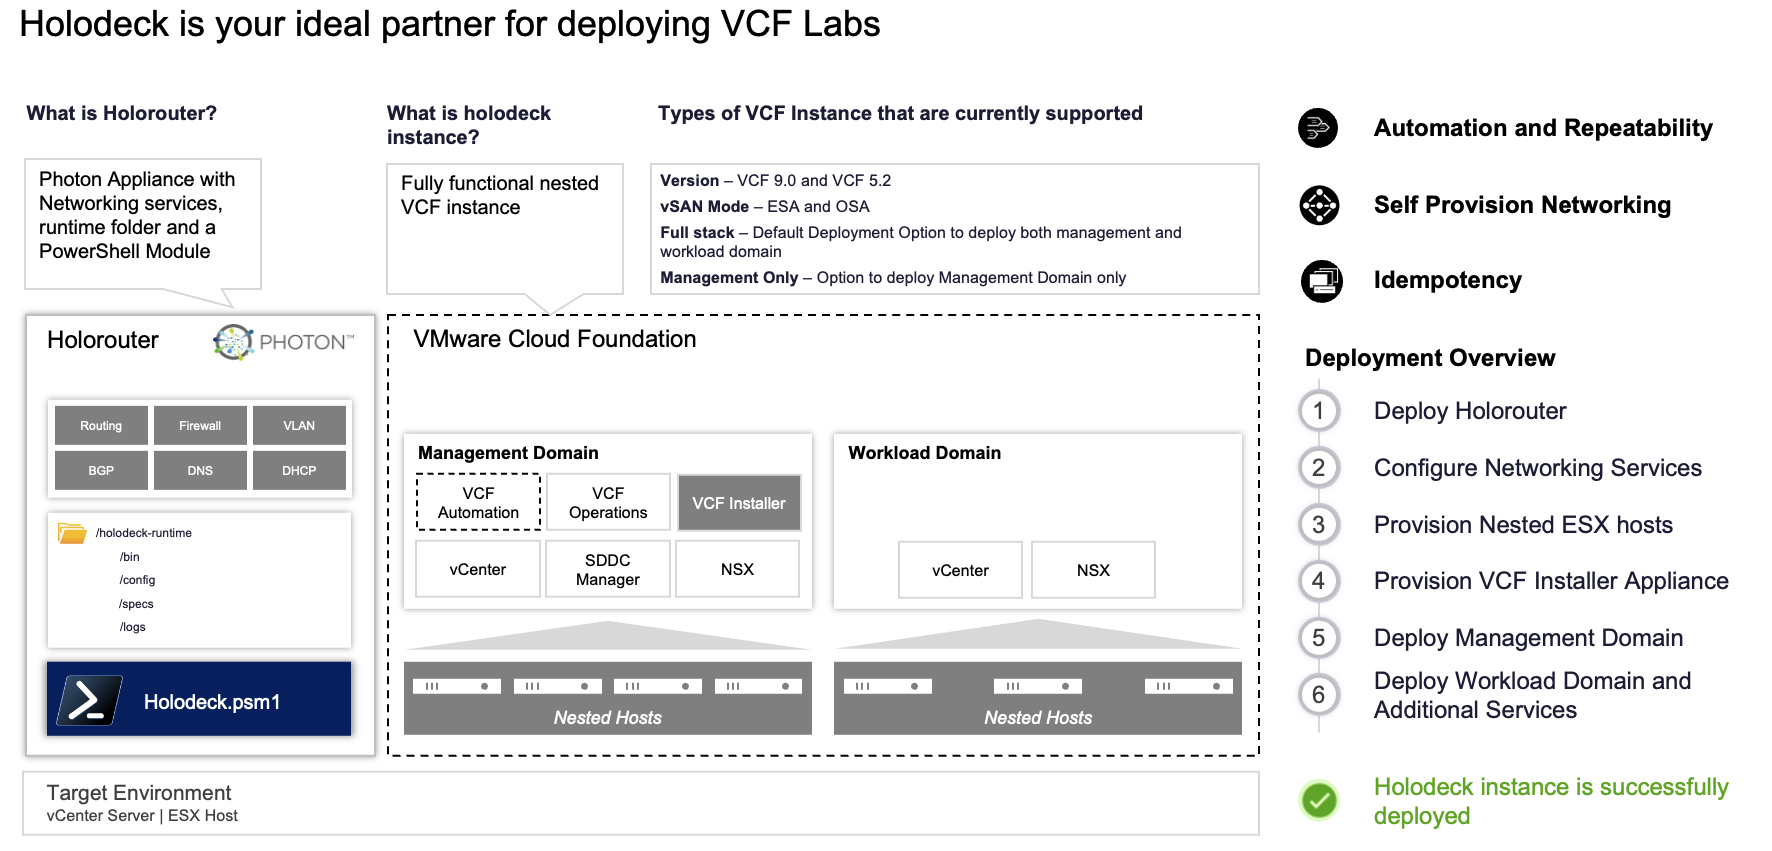 Holodeck is your ideal partner for deploying VCF Labs
What is Holorouter?
Photon Appliance with
Networking services,
runtime folder and a
PowerShell Module
What is holodeck
instance?
Fully functional nested
VCF instance
Types of VCF Instance that are currently supported
Version – VCF 9.0 and VCF 5.2
vSAN Mode – ESA and OSA
Full stack – Default Deployment Option to deploy both management and
workload domain
Management Only – Option to deploy Management Domain only
Holorouter
PHOTON™
Routing
Firewall
VLAN
BGP
DNS
DHCP
/holodeck-runtime
/bin
/config
/specs
/logs
Holodeck.psm1
VMware Cloud Foundation
Management Domain
VCF
Automation
VCF
Operations
VCF Installer
vCenter
SDDC
Manager
NSX
Nested Hosts
Workload Domain
vCenter
NSX
Nested Hosts
Target Environment
vCenter Server | ESX Host
Automation and Repeatability
Self Provision Networking
Idempotency
Deployment Overview
1 Deploy Holorouter
2 Configure Networking Services
3 Provision Nested ESX hosts
4 Provision VCF Installer Appliance
5 Deploy Management Domain
6 Deploy Workload Domain and
Additional Services
Holodeck instance is successfully
deployed